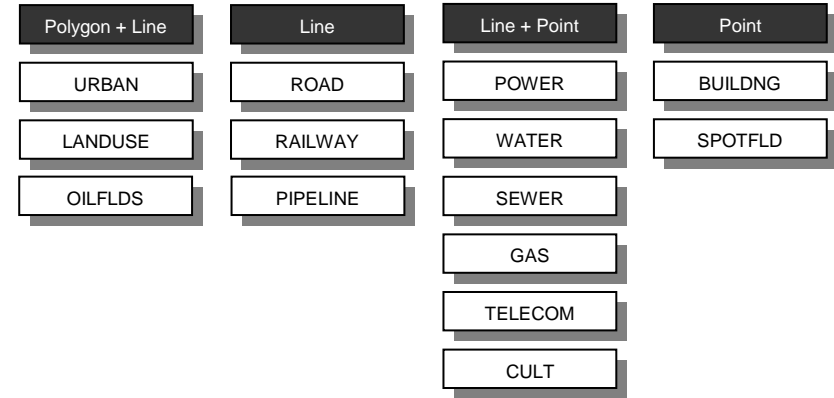 Polygon + Line
URBAN
LANDUSE
OILFLDS
Line
ROAD
RAILWAY
PIPELINE
Line + Point
POWER
WATER
SEWER
GAS
TELECOM
CULT
Point
BUILDNG
SPOTFLD